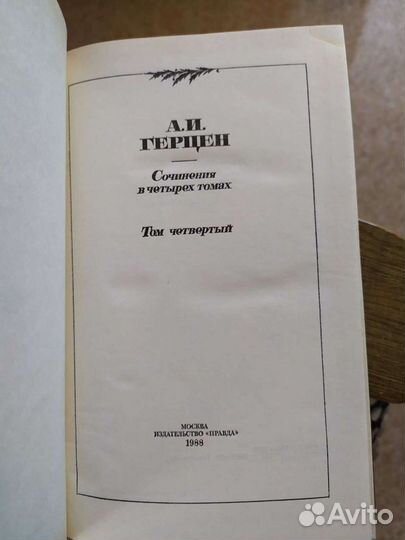 А.И.
ГЕРЦЕН
Сочинения
в четырех томах
Том четвертый
МОСКВА
ИЗДАТЕЛЬСТВО «ПРАВДА»
1988
Avito